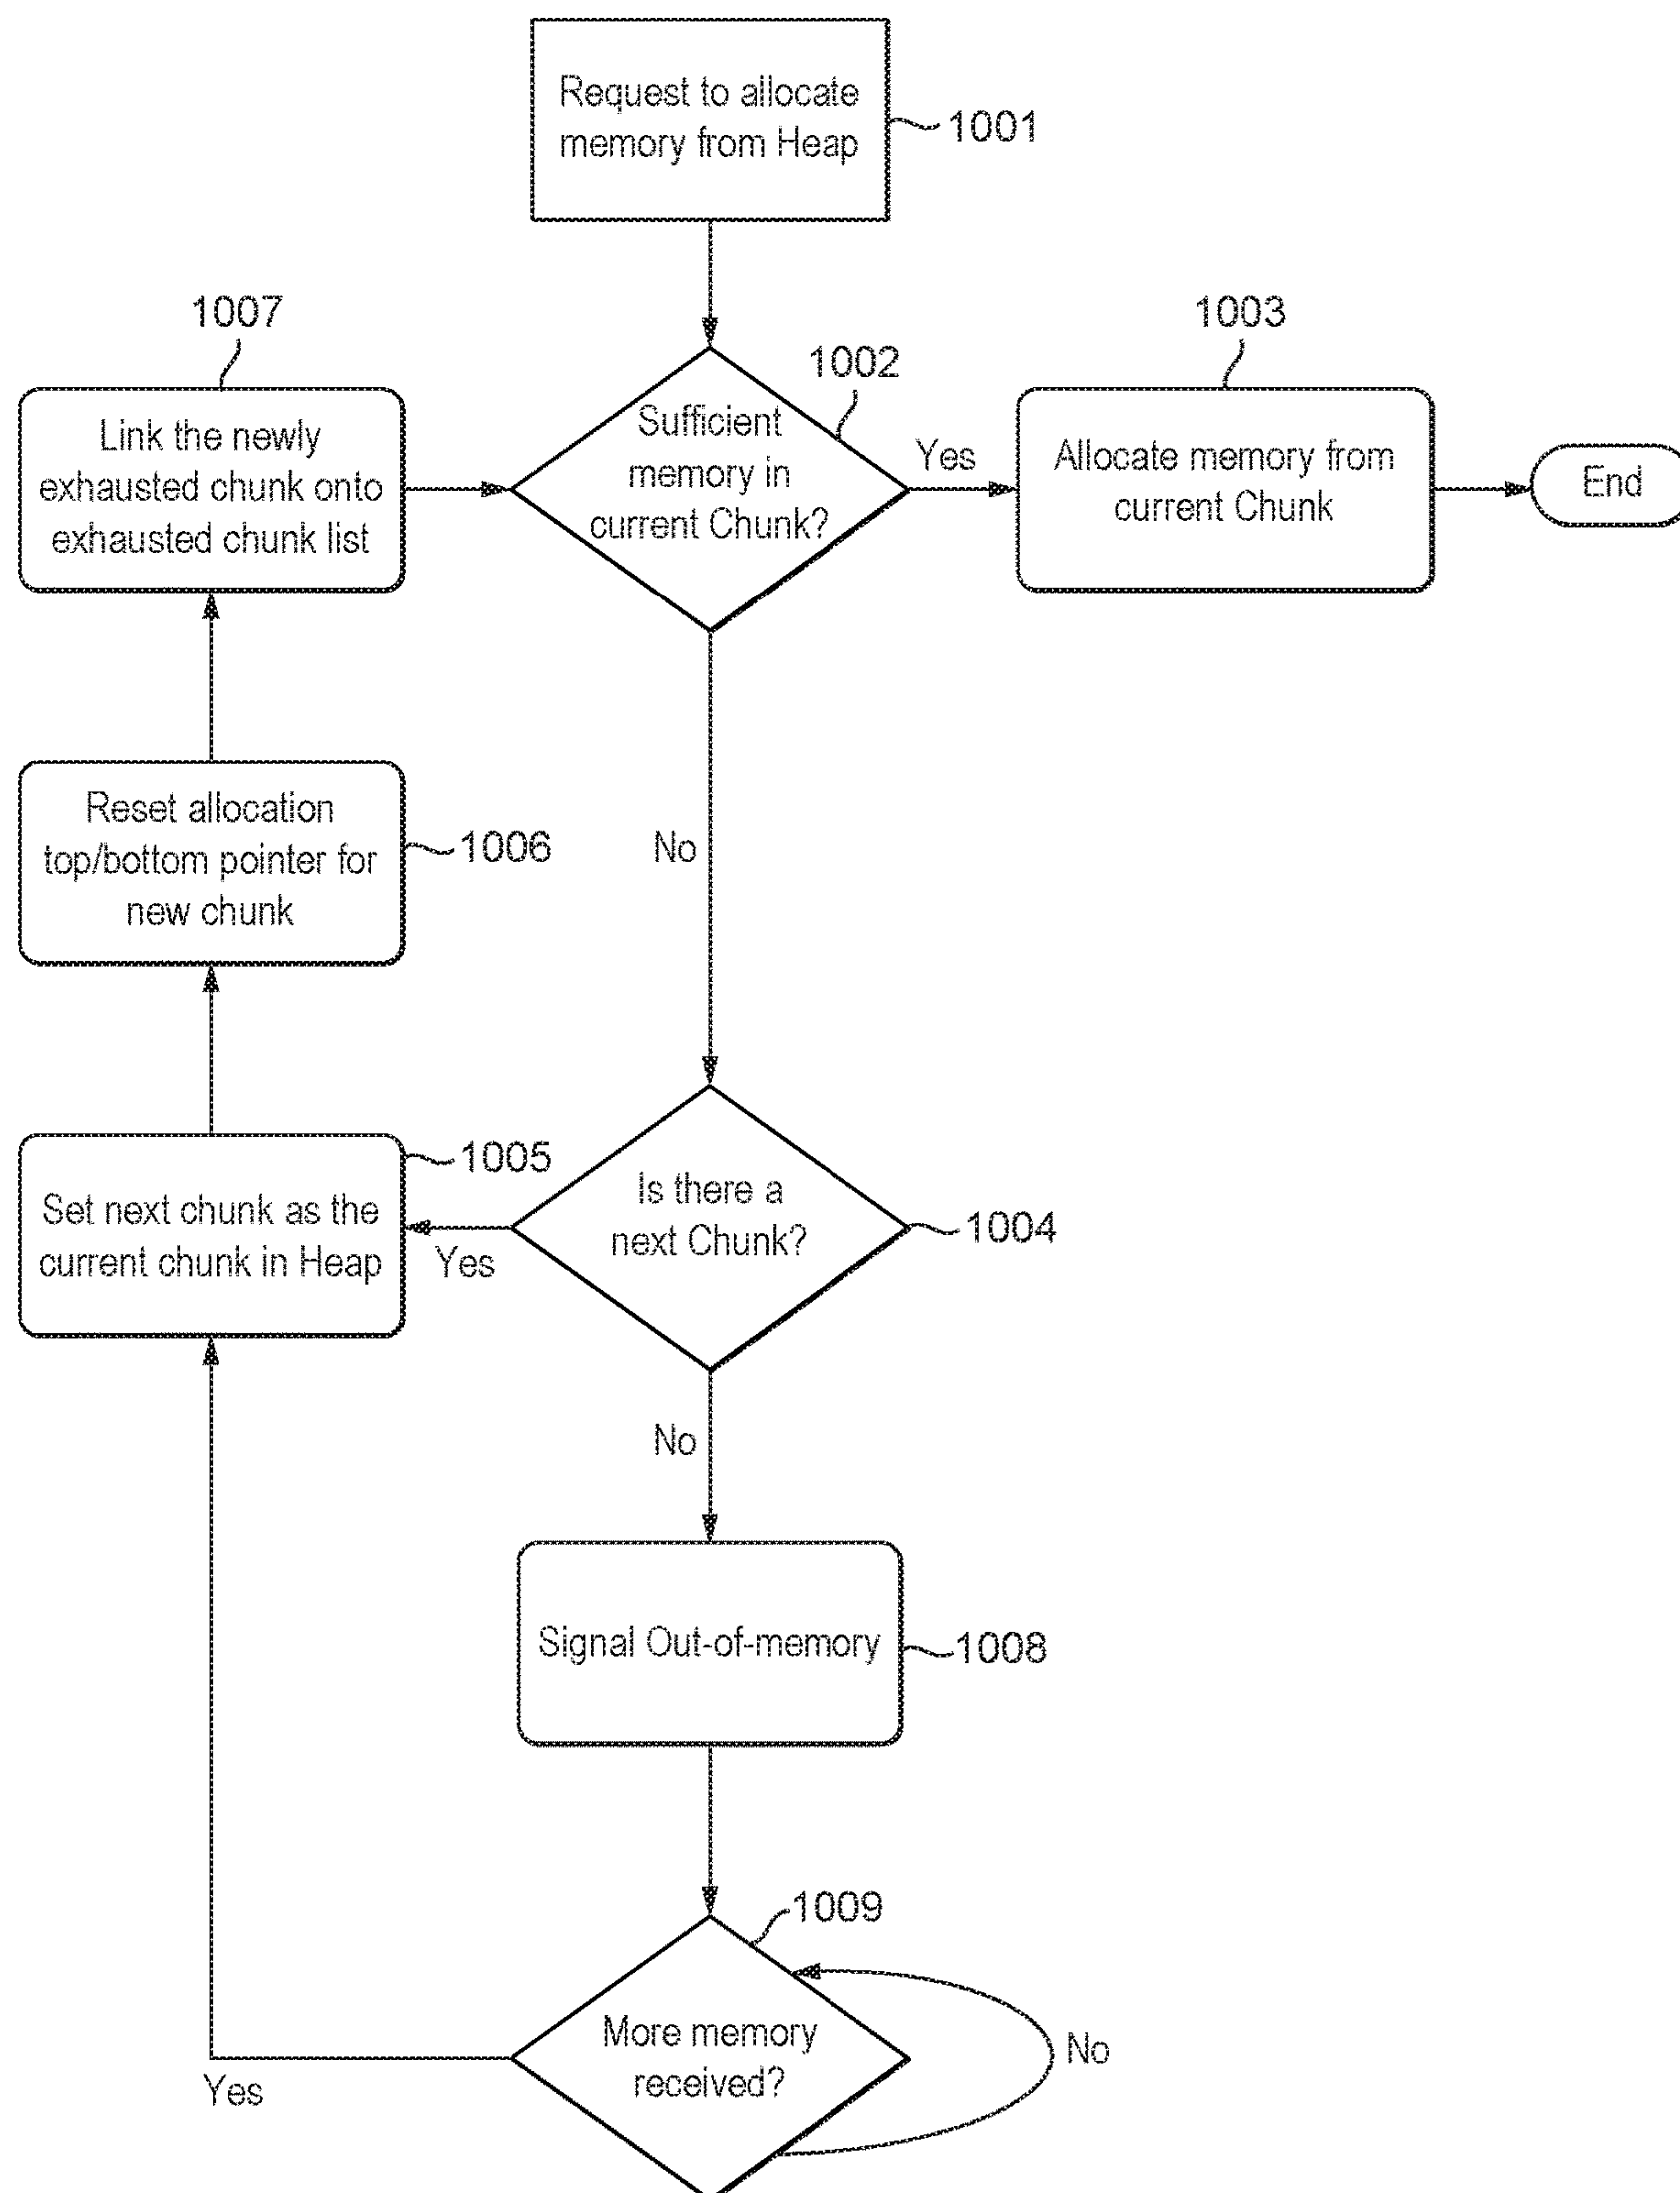 Request to allocate
memory from Heap
1001
1007
1003
1002
Link the newly
exhausted chunk onto
exhausted chunk list
Sufficient
memory in
current Chunk?
Yes
Allocate memory from
current Chunk
End
No
Reset allocation
top/bottom pointer for
new chunk
1006
1005
Set next chunk as the
current chunk in Heap
Yes
Is there a
next Chunk?
1004
No
Signal Out-of-memory
1008
1009
More memory
received?
No
Yes